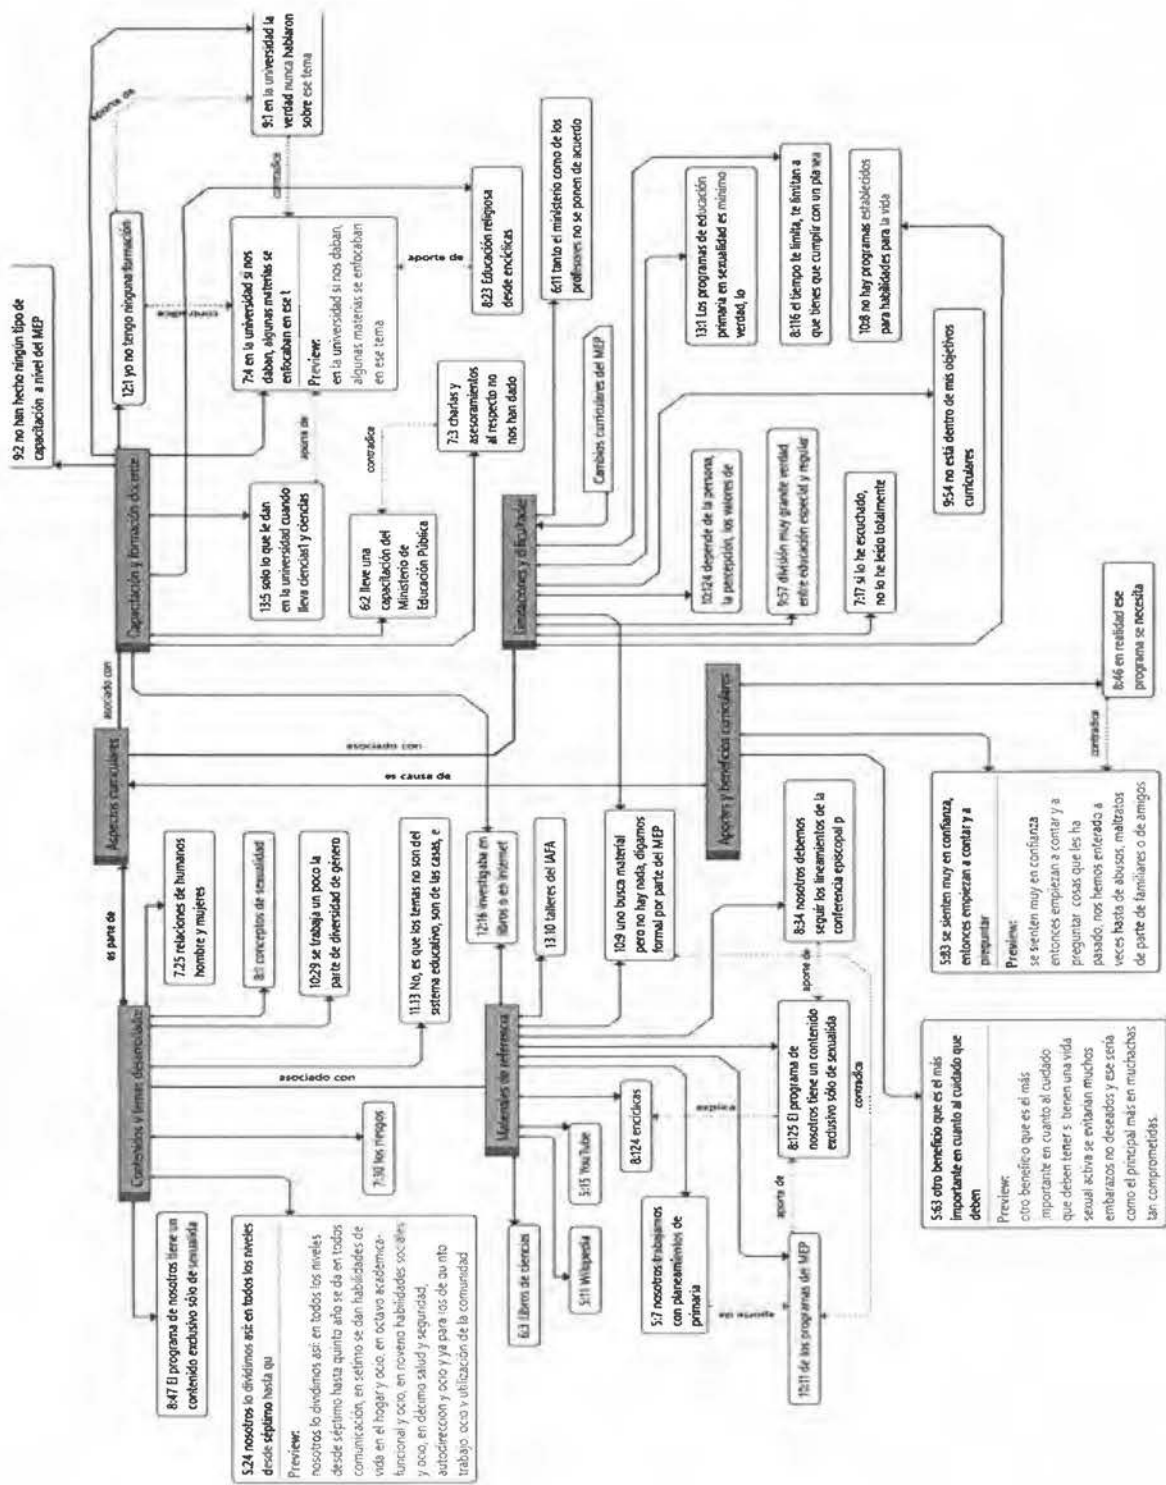 9:2 no han hecho ningún tipo de
capacitación a nivel del MEP
12:1 yo no tengo ninguna formación
aporte de
9:1 en la universidad la
verdad nunca hablaron
sobre ese tema
contradice
contradice
7:4 en la universidad si nos
daban, algunas materias se
enfocaban en ese t
Preview:
en la universidad si nos daban,
algunas materias se enfocaban
en ese tema
aporte de
8:23 Educación religiosa
desde encíclicas
Capacitación y formación docente
13:5 solo lo que le dan
en la universidad cuando
lleva ciencias1 y ciencias
aporta de
6:2 lleve una
capacitación del
Ministerio de
Educación Pública
contradice
7:3 charlas y
asesoramientos
al respecto no
nos han dado
asociado con
Aspectos curriculares
asociado con
es causa de
es parte de
Limitaciones y dificultades
6:11 tanto el ministerio como de los
profesores no se ponen de acuerdo
Cambios curriculares del MEP
13:1 Los programas de educación
primaria en sexualidad es mínimo
verdad, lo
8:116 el tiempo te limita, te limitan a
que tienes que cumplir con un plan ya
10:8 no hay programas establecidos
para habilidades para la vida
10:124 depende de la persona,
la percepción, los valores de
9:57 división muy grande verdad
entre educación especial y regular
7:17 si lo he escuchado,
no lo he leído totalmente
9:54 no está dentro de mis objetivos
curriculares
Contenidos y temas desarrollados
7:25 relaciones de humanos
hombre y mujeres
8:1 conceptos de sexualidad
10:29 se trabaja un poco la
parte de diversidad de género
11:13 No, es que los temas no son del
sistema educativo, son de las casas, e
7:30 los riesgos
8:47 El programa de nosotros tiene un
contenido exclusivo sólo de sexualida
5:24 nosotros lo dividimos así: en todos los niveles
desde séptimo hasta qu
Preview:
nosotros lo dividimos así: en todos los niveles
desde séptimo hasta quinto año se da en todos
comunicación, en setimo se dan habilidades de
vida en el hogar y ocio, en octavo académica-
funcional y ocio, en noveno habilidades sociales
y ocio, en décimo salud y seguridad,
autodireccion y ocio y ya para los de quinto
trabajo, ocio y utilización de la comunidad
asociado con
Materiales de referencia
12:16 investigaba en
libros o en internet
13:10 talleres del IAFA
10:9 uno busca material
pero no hay nada, digamos
formal por parte del MEP
8:34 nosotros debemos
seguir los lineamientos de la
conferencia episcopal p
aporte de
8:125 El programa de
nosotros tiene un contenido
exclusivo sólo de sexualida
contradice
explica
8:124 encíclicas
5:15 YouTube
6:3 Libros de ciencias
5:11 Wikipedia
5:7 nosotros trabajamos
con planeamientos de
primaria
aporte de
aporta de
10:11 de los programas del MEP
Aportes y beneficios curriculares
8:46 en realidad ese
programa se necesita
contradice
5:83 se sienten muy en confianza,
entonces empiezan a contar y a
preguntar
Preview:
se sienten muy en confianza
entonces empiezan a contar y a
preguntar cosas que les ha
pasado, nos hemos enterado a
veces hasta de abusos, maltratos
de parte de familiares o de amigos
5:63 otro beneficio que es el más
importante en cuanto al cuidado que
deben
Preview:
otro beneficio que es el más
importante en cuanto al cuidado
que deben tener s tienen una vida
sexual activa se evitarían muchos
embarazos no deseados y ese sería
como el principal más en muchachas
tan comprometidas